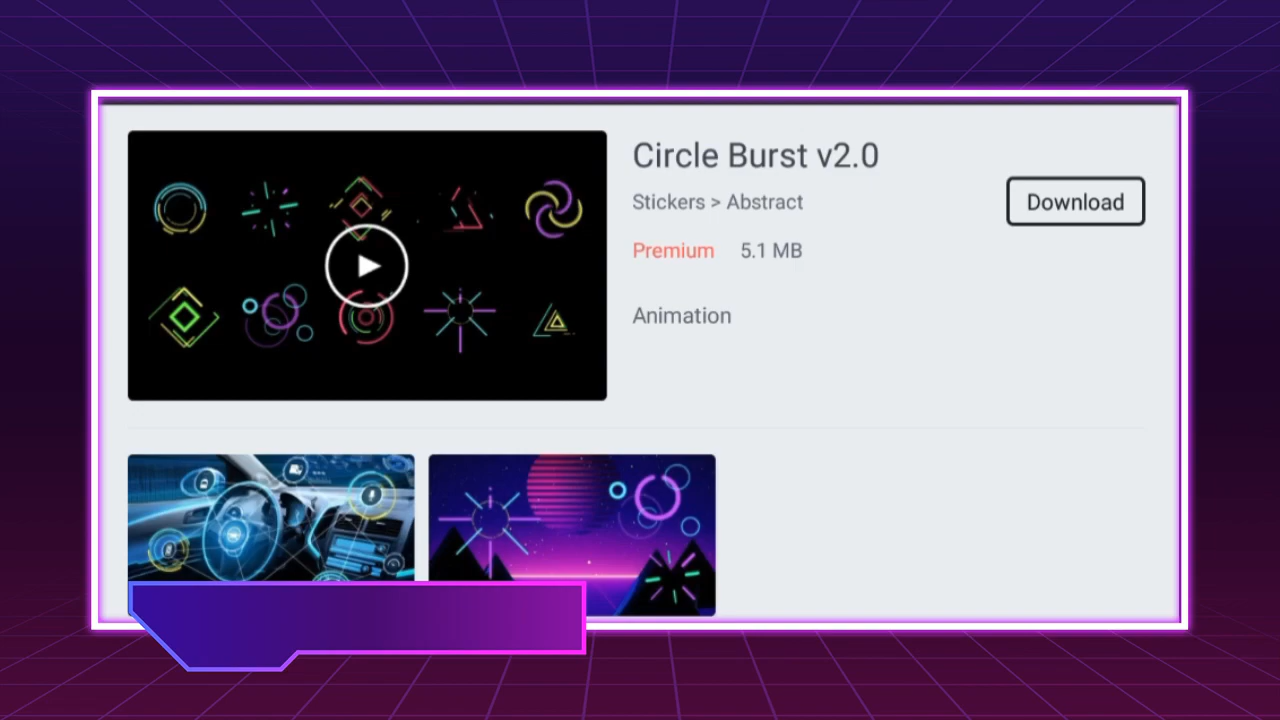 Circle Burst v2.0
Stickers > Abstract
Download
Premium 5.1 MB
Animation